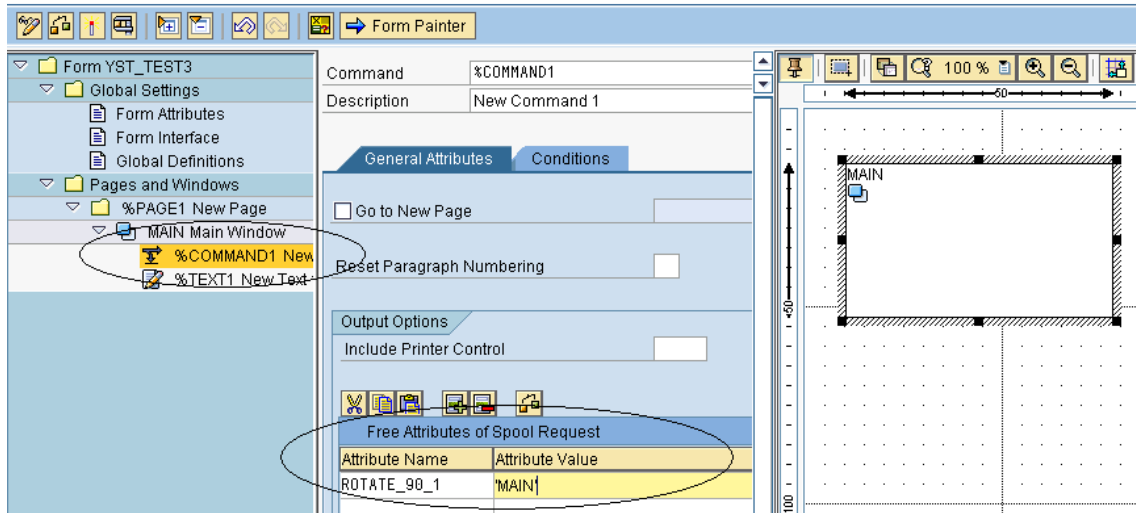 Form Painter
Form YST_TEST3
Global Settings
Form Attributes
Form Interface
Global Definitions
Pages and Windows
%PAGE1 New Page
MAIN Main Window
%COMMAND1 New
%TEXT1 New Text
Command %COMMAND1
Description New Command 1
General Attributes Conditions
Go to New Page
Reset Paragraph Numbering
Output Options
Include Printer Control
Free Attributes of Spool Request
Attribute Name Attribute Value
ROTATE_90_1 'MAIN'
100 %
50
MAIN
50
100